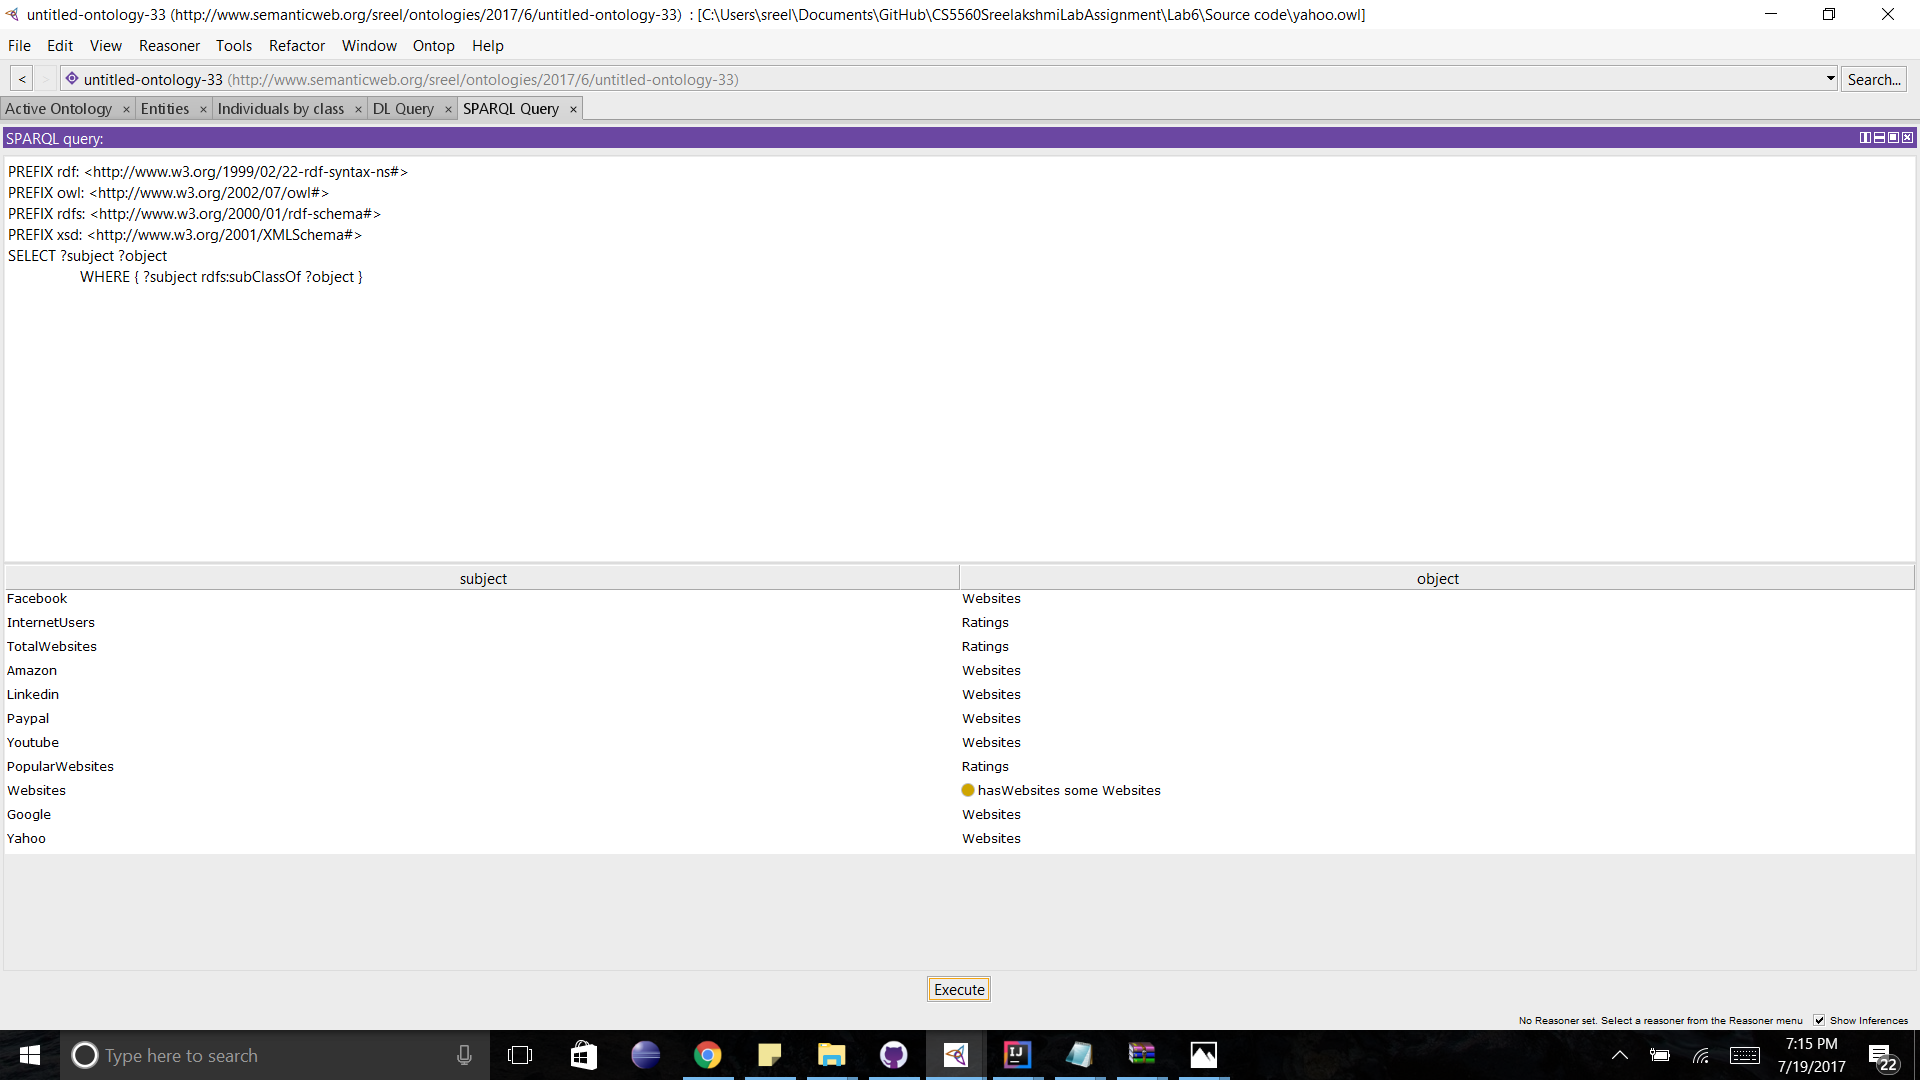 untitled-ontology-33 (http://www.semanticweb.org/sreel/ontologies/2017/6/untitled-ontology-33) : [C:\Users\sreel\Documents\GitHub\CS5560SreelakshmiLabAssignment\Lab6\Source code\yahoo.owl]
File Edit View Reasoner Tools Refactor Window Ontop Help
< > untitled-ontology-33 (http://www.semanticweb.org/sreel/ontologies/2017/6/untitled-ontology-33) Search...
Active Ontology × Entities × Individuals by class × DL Query × SPARQL Query ×
SPARQL query:
PREFIX rdf: <http://www.w3.org/1999/02/22-rdf-syntax-ns#>
PREFIX owl: <http://www.w3.org/2002/07/owl#>
PREFIX rdfs: <http://www.w3.org/2000/01/rdf-schema#>
PREFIX xsd: <http://www.w3.org/2001/XMLSchema#>
SELECT ?subject ?object
WHERE { ?subject rdfs:subClassOf ?object }
subject object
Facebook Websites
InternetUsers Ratings
TotalWebsites Ratings
Amazon Websites
Linkedin Websites
Paypal Websites
Youtube Websites
PopularWebsites Ratings
Websites hasWebsites some Websites
Google Websites
Yahoo Websites
Execute
No Reasoner set. Select a reasoner from the Reasoner menu Show Inferences
Type here to search
IJ
7:15 PM
7/19/2017
22